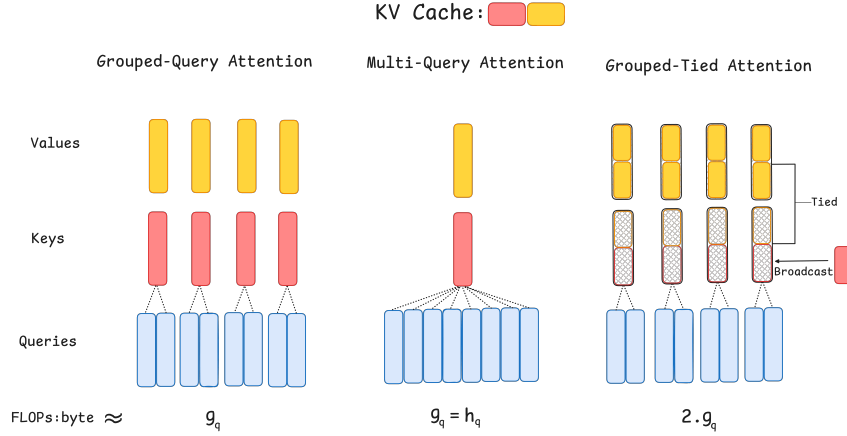 KV Cache:
Grouped-Query Attention
Multi-Query Attention
Grouped-Tied Attention
Values
Tied
Keys
Broadcast
Queries
FLOPs:byte ≈ g_q g_q = h_q 2.g_q